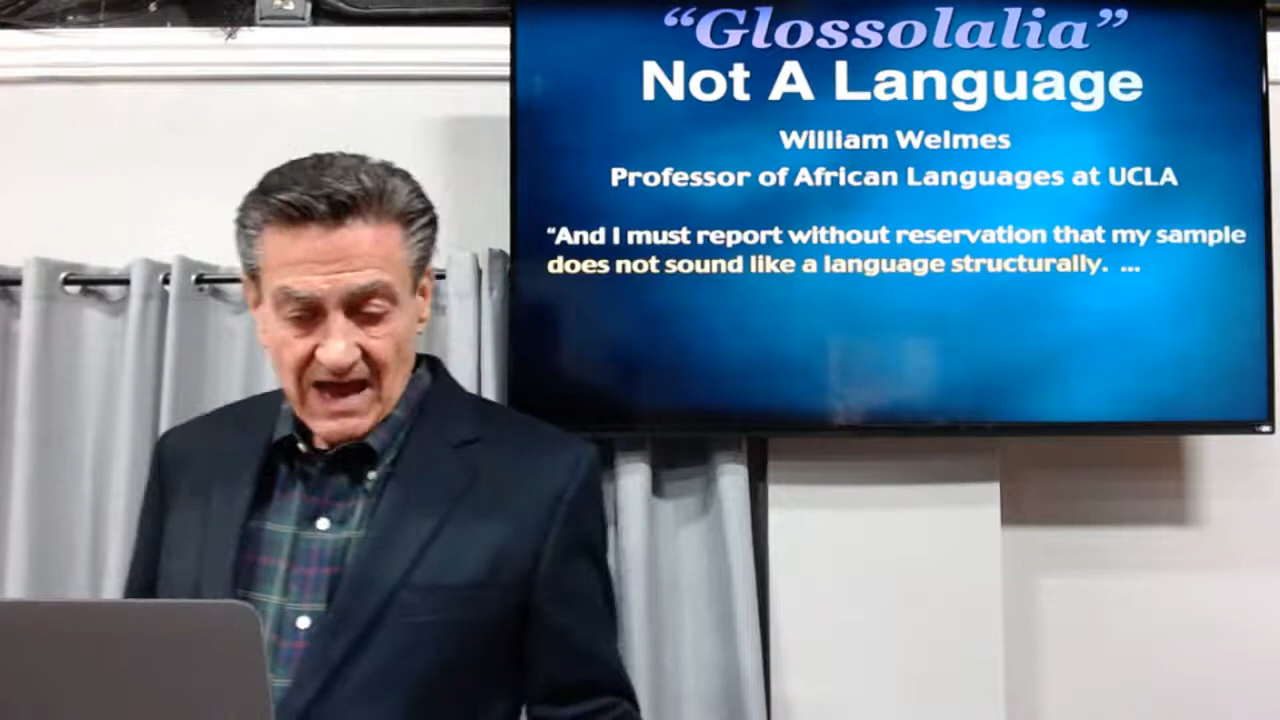 “Glossolalia”
Not A Language
William Welmes
Professor of African Languages at UCLA
“And I must report without reservation that my sample
does not sound like a language structurally.  ...